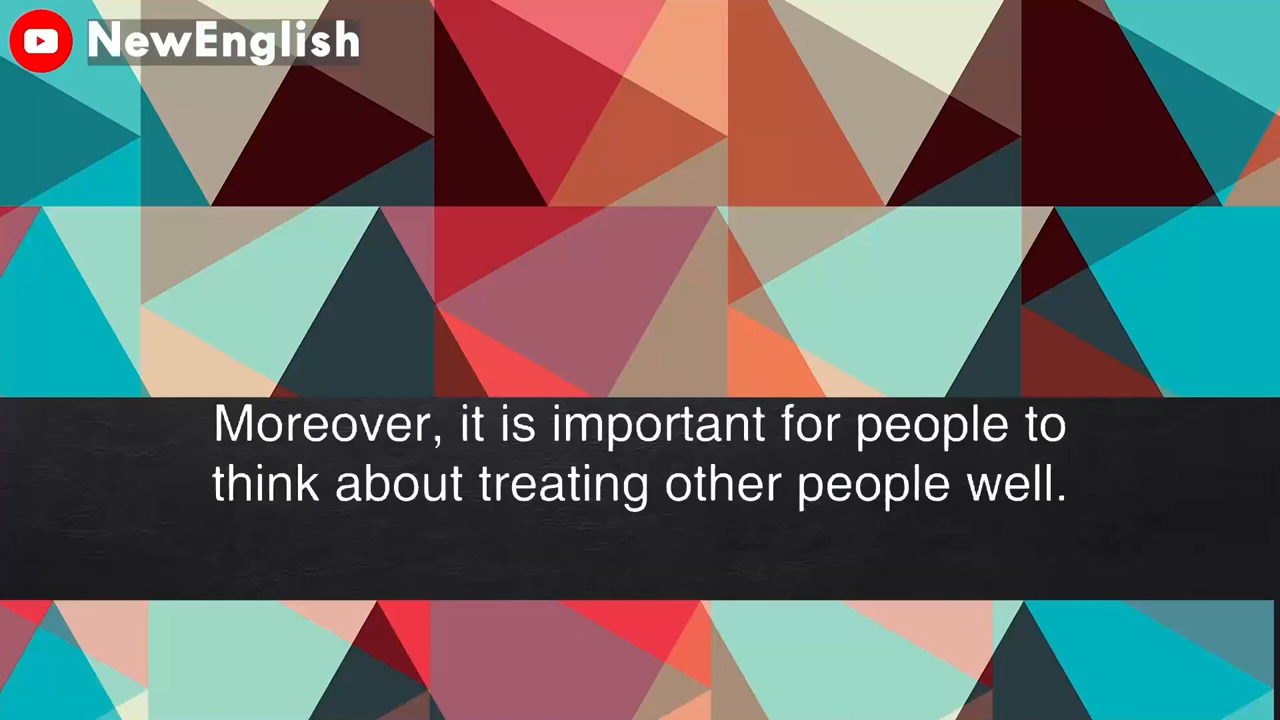 NewEnglish
Moreover, it is important for people to
think about treating other people well.